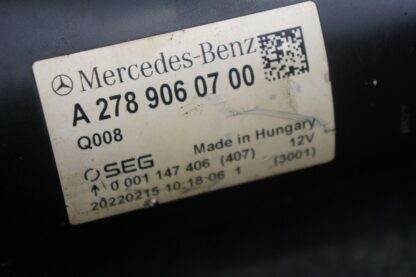 Mercedes-Benz
A 278 906 07 00
Q008
SEG Made in Hungary
0 001 147 406 (407) 12V
20220215 10:18:06 1 (3001)